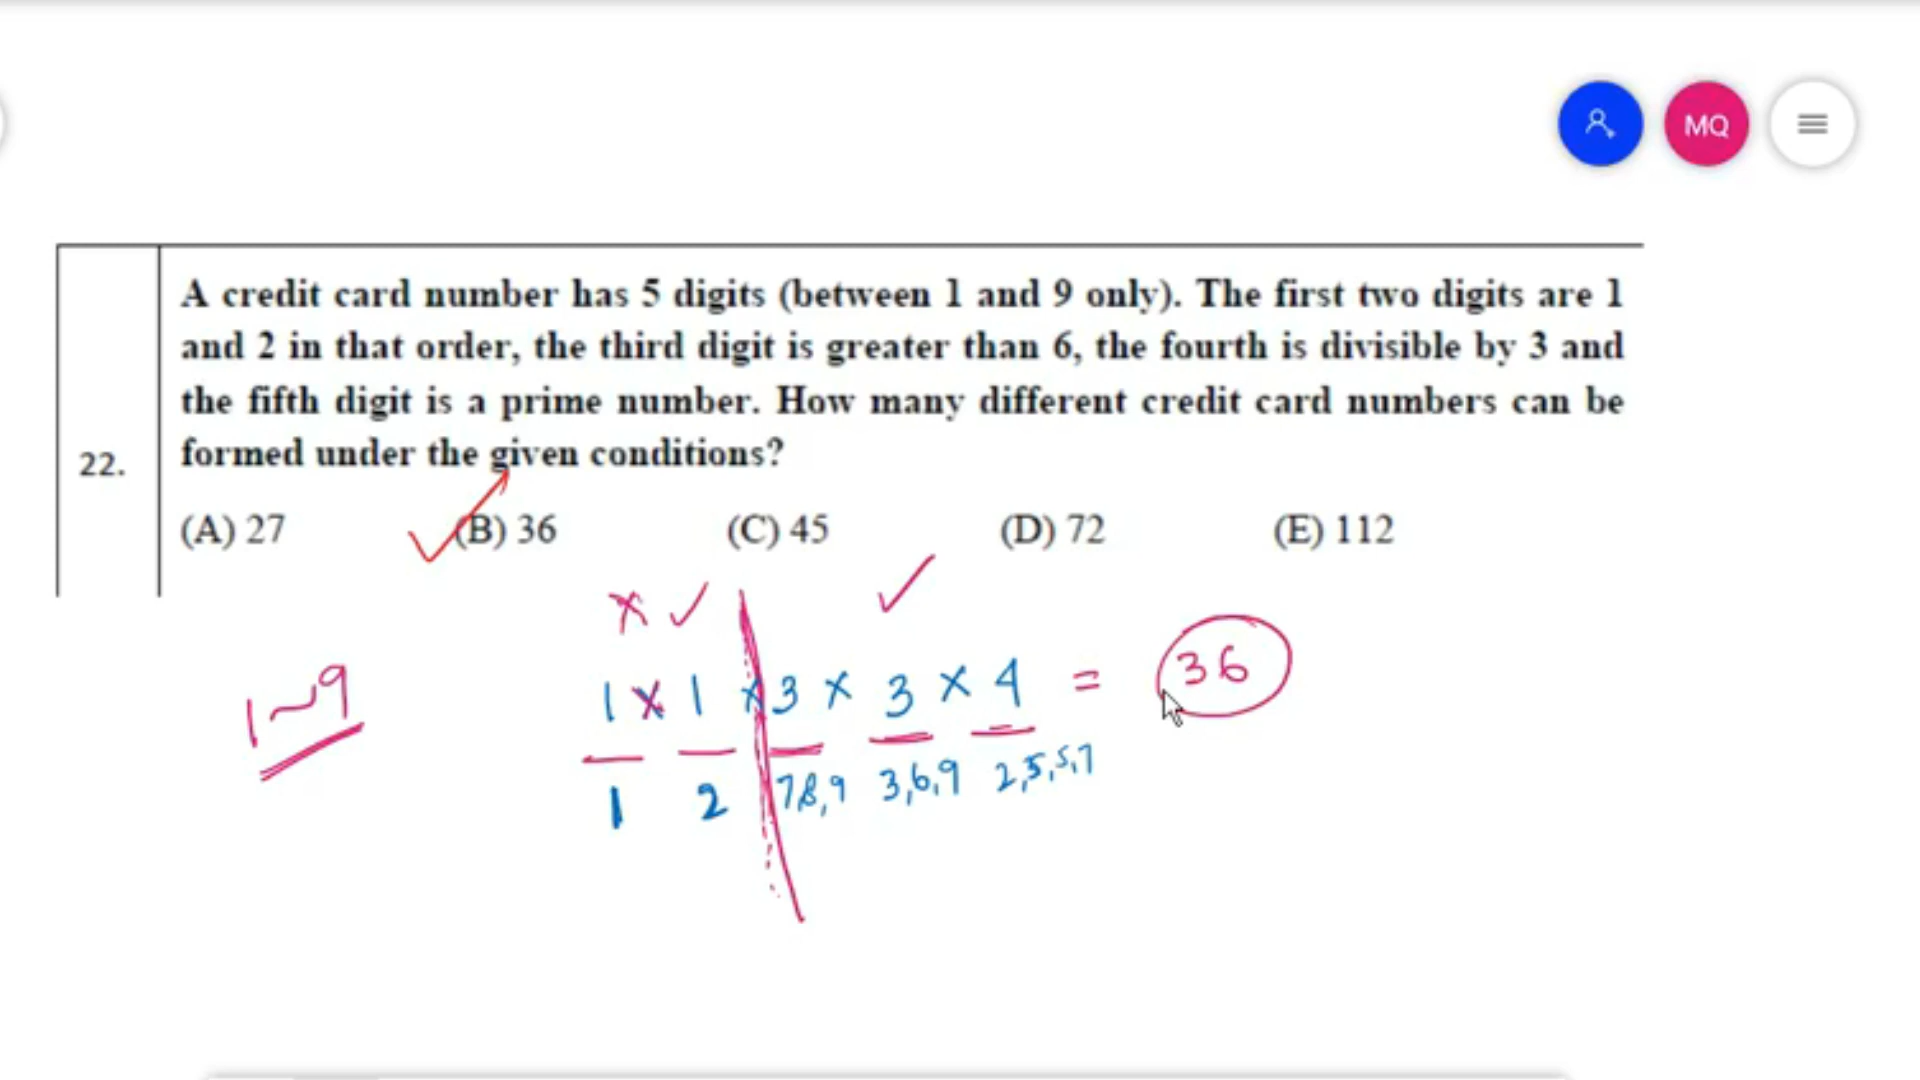 MQ
22.
A credit card number has 5 digits (between 1 and 9 only). The first two digits are 1
and 2 in that order, the third digit is greater than 6, the fourth is divisible by 3 and
the fifth digit is a prime number. How many different credit card numbers can be
formed under the given conditions?
(A) 27 (B) 36 (C) 45 (D) 72 (E) 112
x ✓ ✓
1~9
1 x 1 x 3 x 3 x 4 = 36
1 2 7,8,9 3,6,9 2,5,5,7